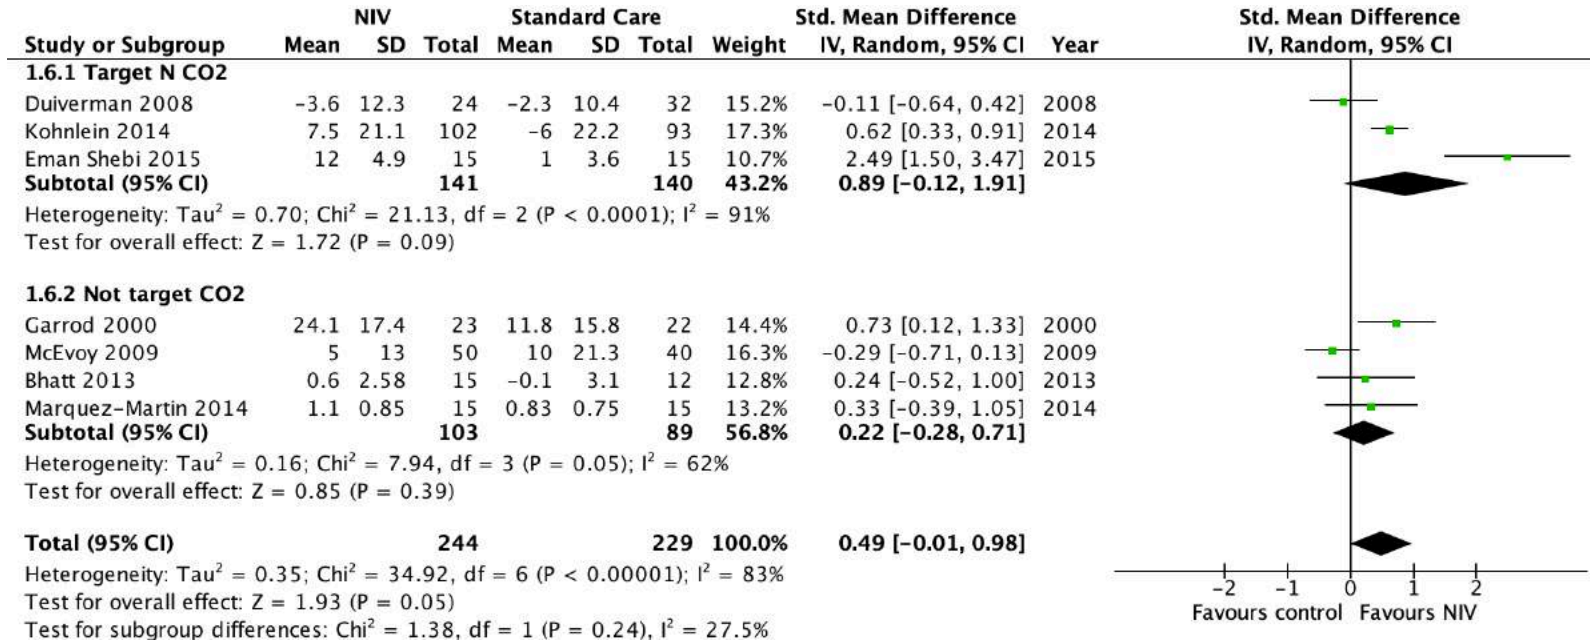 NIV Standard Care Std. Mean Difference Std. Mean Difference
Study or Subgroup Mean SD Total Mean SD Total Weight IV, Random, 95% CI Year IV, Random, 95% CI
1.6.1 Target N CO2
Duiverman 2008 -3.6 12.3 24 -2.3 10.4 32 15.2% -0.11 [-0.64, 0.42] 2008
Kohnlein 2014 7.5 21.1 102 -6 22.2 93 17.3% 0.62 [0.33, 0.91] 2014
Eman Shebi 2015 12 4.9 15 1 3.6 15 10.7% 2.49 [1.50, 3.47] 2015
Subtotal (95% CI) 141 140 43.2% 0.89 [-0.12, 1.91]
Heterogeneity: Tau² = 0.70; Chi² = 21.13, df = 2 (P < 0.0001); I² = 91%
Test for overall effect: Z = 1.72 (P = 0.09)
1.6.2 Not target CO2
Garrod 2000 24.1 17.4 23 11.8 15.8 22 14.4% 0.73 [0.12, 1.33] 2000
McEvoy 2009 5 13 50 10 21.3 40 16.3% -0.29 [-0.71, 0.13] 2009
Bhatt 2013 0.6 2.58 15 -0.1 3.1 12 12.8% 0.24 [-0.52, 1.00] 2013
Marquez-Martin 2014 1.1 0.85 15 0.83 0.75 15 13.2% 0.33 [-0.39, 1.05] 2014
Subtotal (95% CI) 103 89 56.8% 0.22 [-0.28, 0.71]
Heterogeneity: Tau² = 0.16; Chi² = 7.94, df = 3 (P = 0.05); I² = 62%
Test for overall effect: Z = 0.85 (P = 0.39)
Total (95% CI) 244 229 100.0% 0.49 [-0.01, 0.98]
Heterogeneity: Tau² = 0.35; Chi² = 34.92, df = 6 (P < 0.00001); I² = 83%
Test for overall effect: Z = 1.93 (P = 0.05)
Test for subgroup differences: Chi² = 1.38, df = 1 (P = 0.24), I² = 27.5%
-2 -1 0 1 2
Favours control Favours NIV